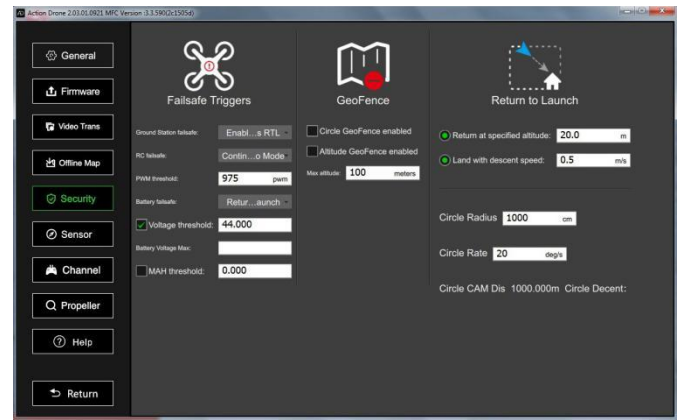 Action Drone 2.03.01.0921 MFC Version :3.3.590(2c1505d)
General
Firmware
Video Trans
Offline Map
Security
Sensor
Channel
Propeller
Help
Return
Failsafe Triggers
Ground Station failsafe: Enabl...s RTL
RC failsafe: Contin...o Mode
PWM threshold: 975 pwm
Battery failsafe: Retur...aunch
Voltage threshold: 44.000
Battery Voltage Max:
MAH threshold: 0.000
GeoFence
Circle GeoFence enabled
Altitude GeoFence enabled
Max altitude: 100 meters
Return to Launch
Return at specified altitude: 20.0 m
Land with descent speed: 0.5 m/s
Circle Radius 1000 cm
Circle Rate 20 deg/s
Circle CAM Dis 1000.000m Circle Decent: